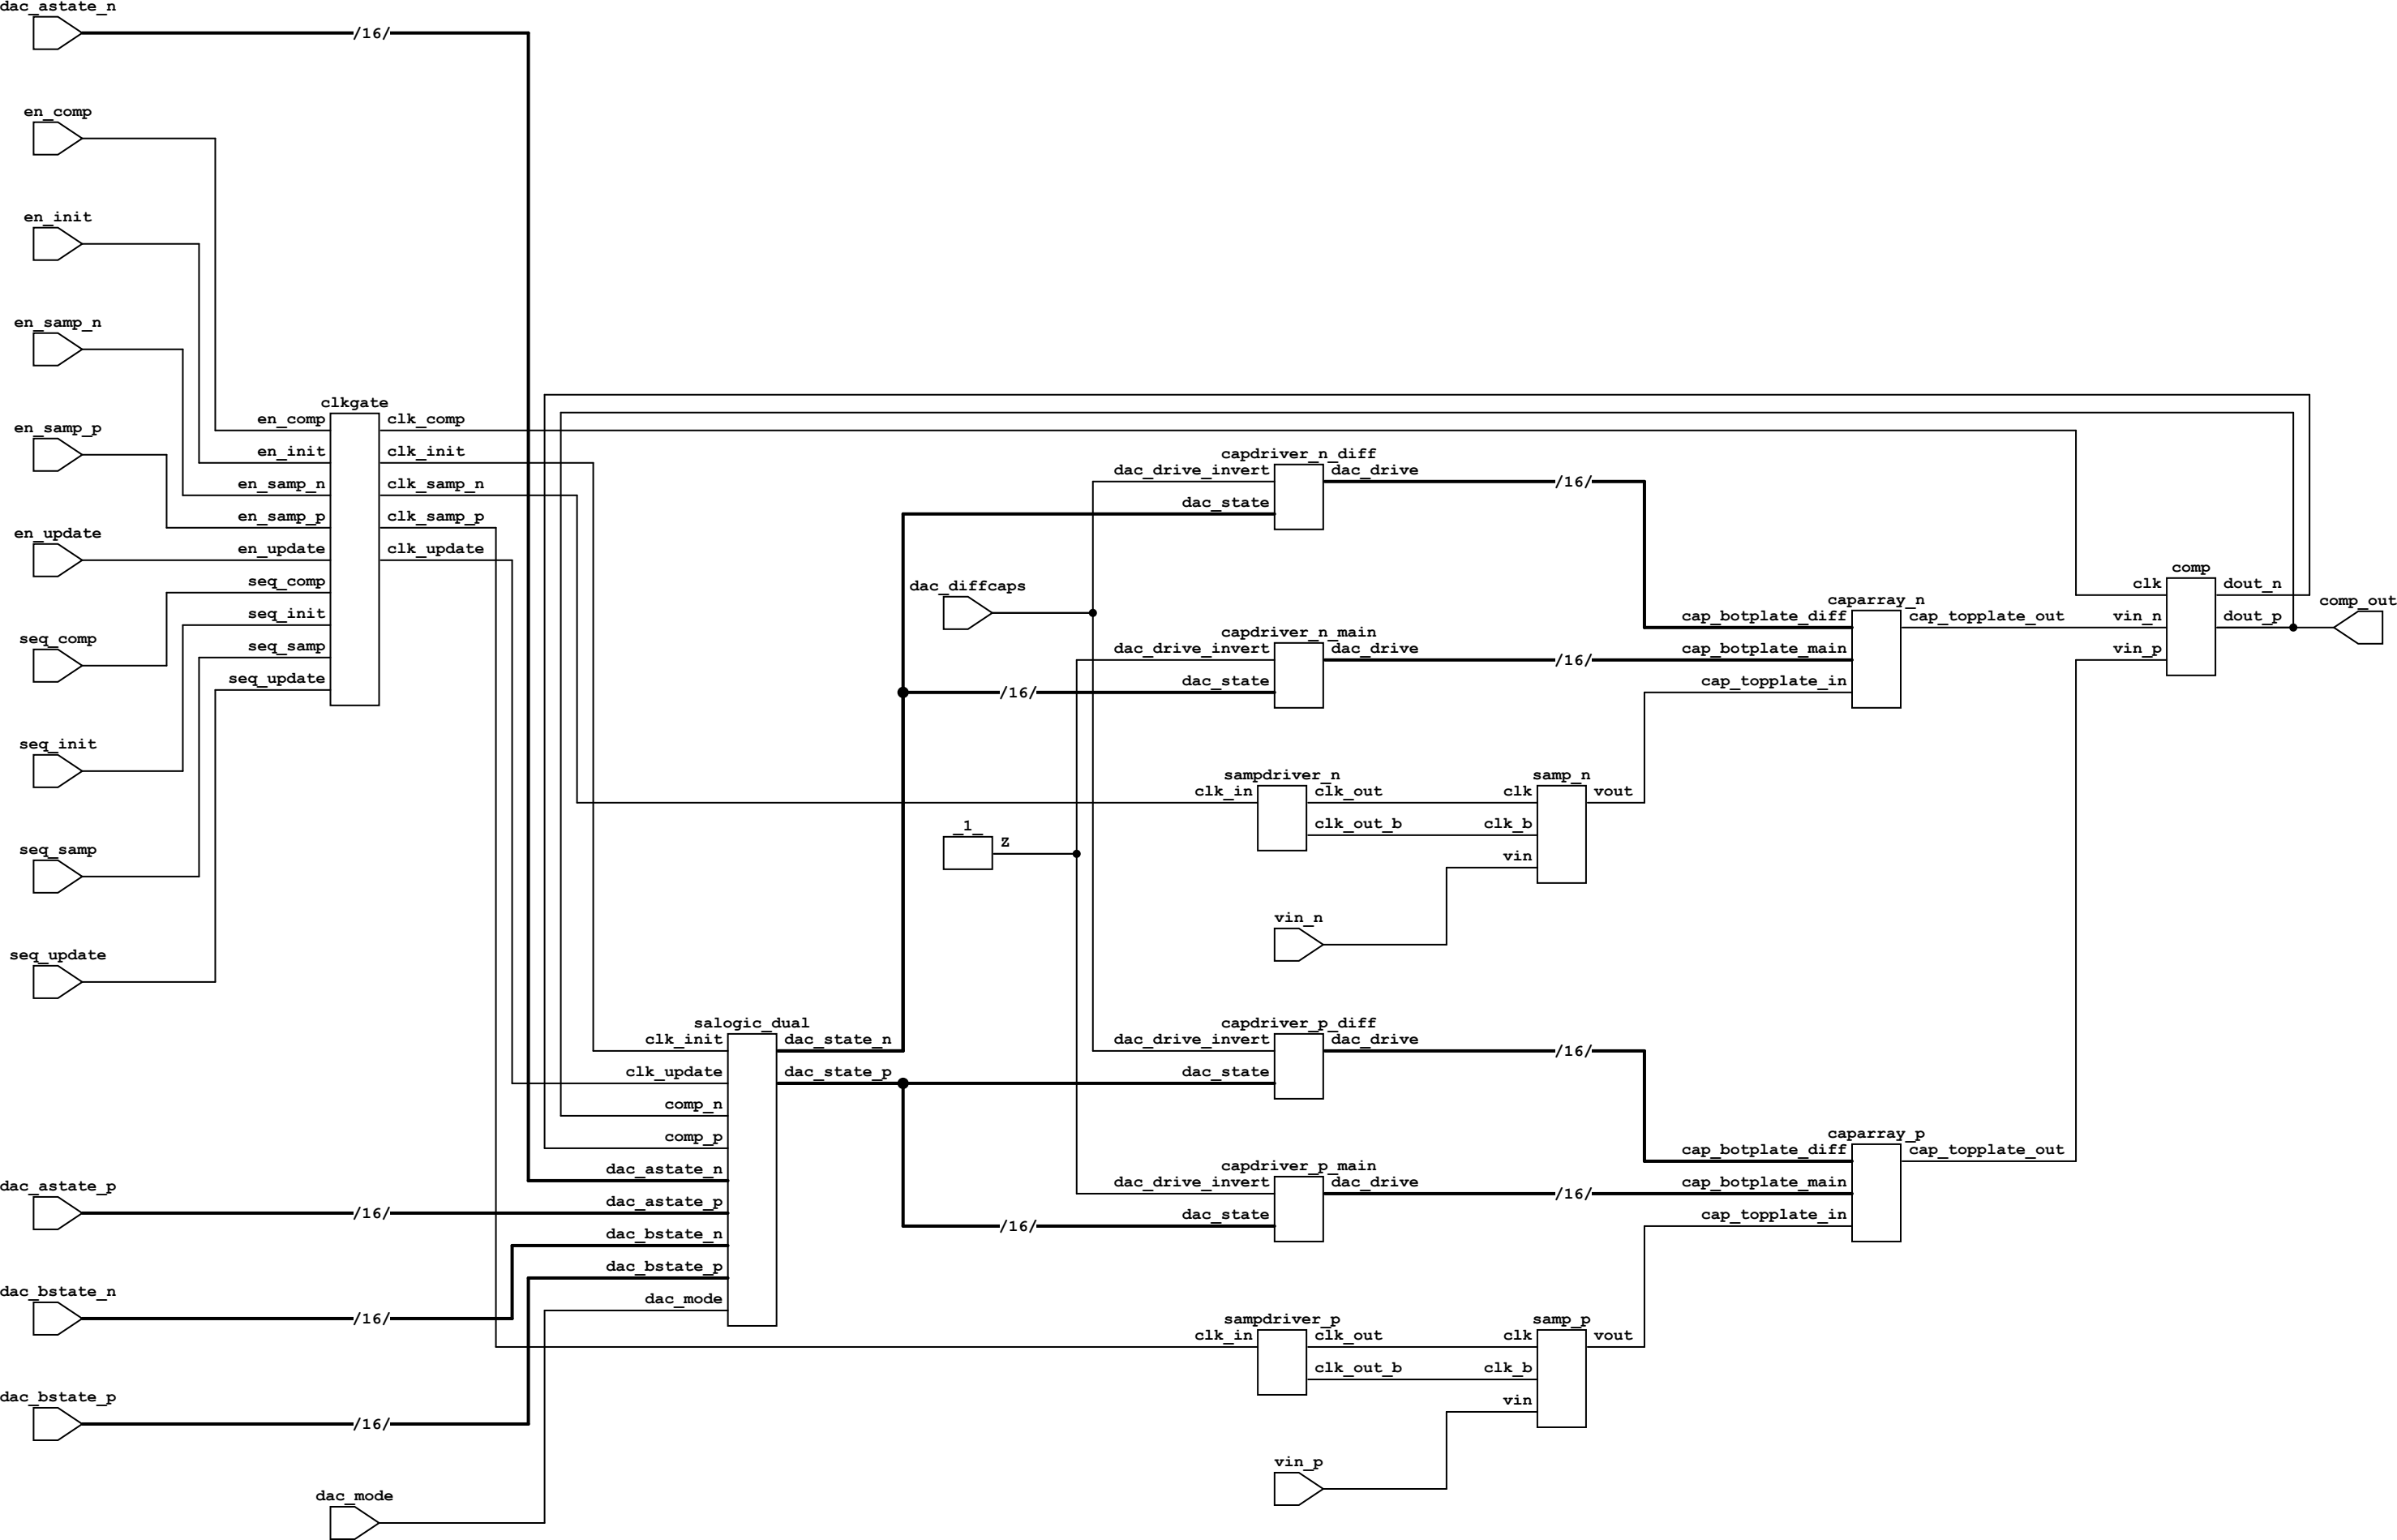 dac_astate_n
/16/
en_comp
en_init
en_samp_n
en_samp_p
en_update
seq_comp
seq_init
seq_samp
seq_update
clkgate
en_comp
en_init
en_samp_n
en_samp_p
en_update
seq_comp
seq_init
seq_samp
seq_update
clk_comp
clk_init
clk_samp_n
clk_samp_p
clk_update
dac_astate_p
/16/
dac_bstate_n
/16/
dac_bstate_p
/16/
dac_mode
salogic_dual
clk_init
clk_update
comp_n
comp_p
dac_astate_n
dac_astate_p
dac_bstate_n
dac_bstate_p
dac_mode
dac_state_n
dac_state_p
dac_diffcaps
_1_
Z
capdriver_n_diff
dac_drive_invert
dac_state
dac_drive
/16/
capdriver_n_main
dac_drive_invert
dac_state
/16/
dac_drive
/16/
sampdriver_n
clk_in
clk_out
clk_out_b
samp_n
clk
clk_b
vin
vout
vin_n
capdriver_p_diff
dac_drive_invert
dac_state
dac_drive
/16/
capdriver_p_main
dac_drive_invert
dac_state
/16/
dac_drive
/16/
sampdriver_p
clk_in
clk_out
clk_out_b
samp_p
clk
clk_b
vin
vout
vin_p
caparray_n
cap_botplate_diff
cap_botplate_main
cap_topplate_in
cap_topplate_out
caparray_p
cap_botplate_diff
cap_botplate_main
cap_topplate_in
cap_topplate_out
comp
clk
vin_n
vin_p
dout_n
dout_p
comp_out